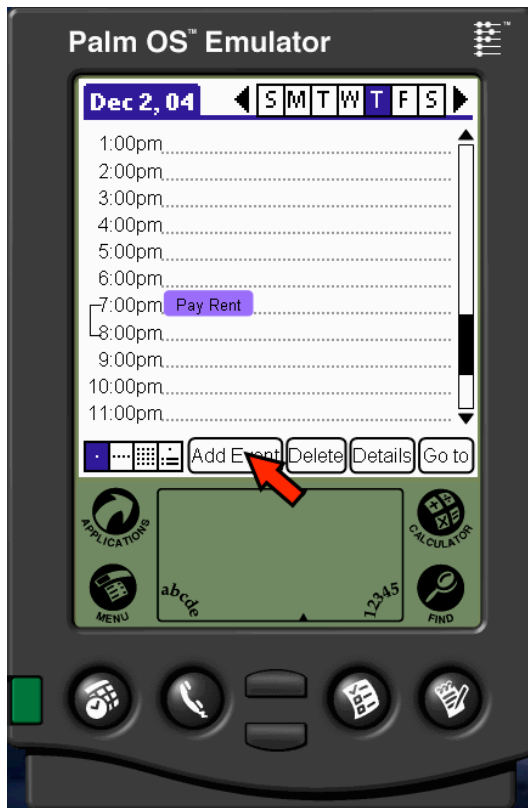 Palm OS™ Emulator
Dec 2, 04 S M T W T F S
1:00pm
2:00pm
3:00pm
4:00pm
5:00pm
6:00pm
7:00pm Pay Rent
8:00pm
9:00pm
10:00pm
11:00pm
Add Event Delete Details Go to
APPLICATIONS CALCULATOR
abcde 12345
MENU FIND